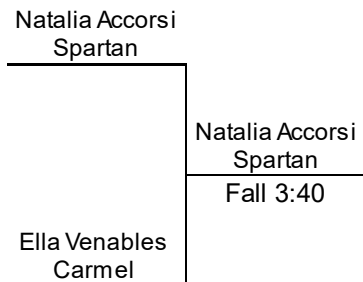 Natalia Accorsi
Spartan
Natalia Accorsi
Spartan
Fall 3:40
Ella Venables
Carmel